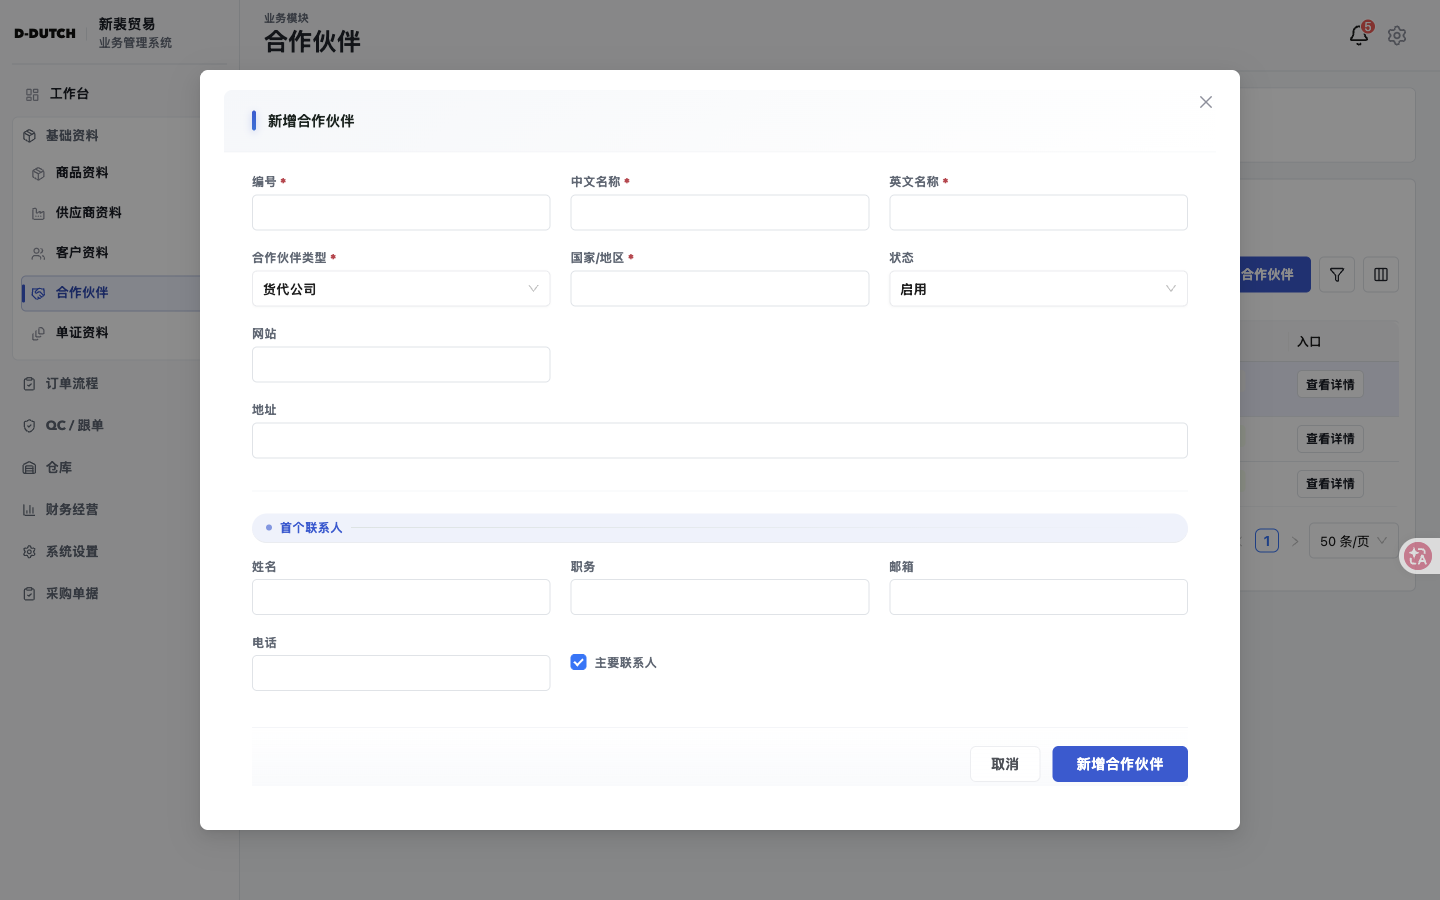 D-DUTCH
新裴贸易
业务管理系统
业务模块
合作伙伴
5
工作台
基础资料
商品资料
供应商资料
客户资料
合作伙伴
单证资料
订单流程
QC / 跟单
仓库
财务经营
系统设置
采购单据
合作伙伴
入口
查看详情
查看详情
查看详情
1
50 条/页
新增合作伙伴
编号 *
中文名称 *
英文名称 *
合作伙伴类型 *
货代公司
国家/地区 *
状态
启用
网站
地址
首个联系人
姓名
职务
邮箱
电话
主要联系人
取消
新增合作伙伴